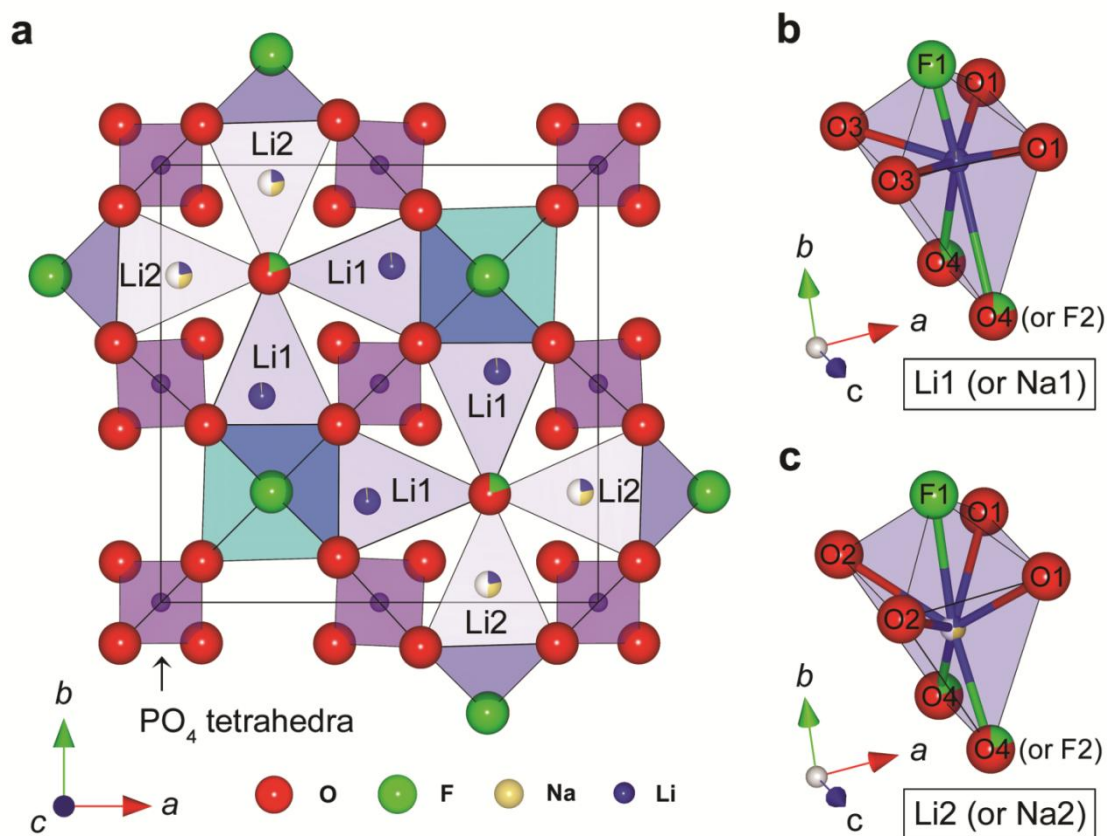 a
Li2
Li2
Li1
Li1
Li1
Li1
Li2
Li2
PO₄ tetrahedra
b
c
a
O
F
Na
Li
b
F1
O1
O3
O1
O3
O4
O4 (or F2)
b
a
c
Li1 (or Na1)
c
F1
O1
O2
O1
O2
O4
O4 (or F2)
b
a
c
Li2 (or Na2)